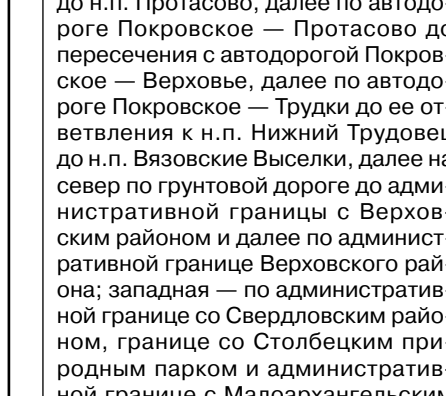 до н.п. Протасово, далее по автодо-
роге Покровское — Протасово до
пересечения с автодорогой Покров-
ское — Верховье, далее по автодо-
роге Покровское — Трудки до ее от-
ветвления к н.п. Нижний Трудовец
до н.п. Вязовские Выселки, далее на
север по грунтовой дороге до адми-
нистративной границы с Верхов-
ским районом и далее по админист-
ративной границе Верховского рай-
она; западная — по административ-
ной границе со Свердловским райо-
ном, границе со Столбецким при-
родным парком и административ-
ной границе с Малоархангельским